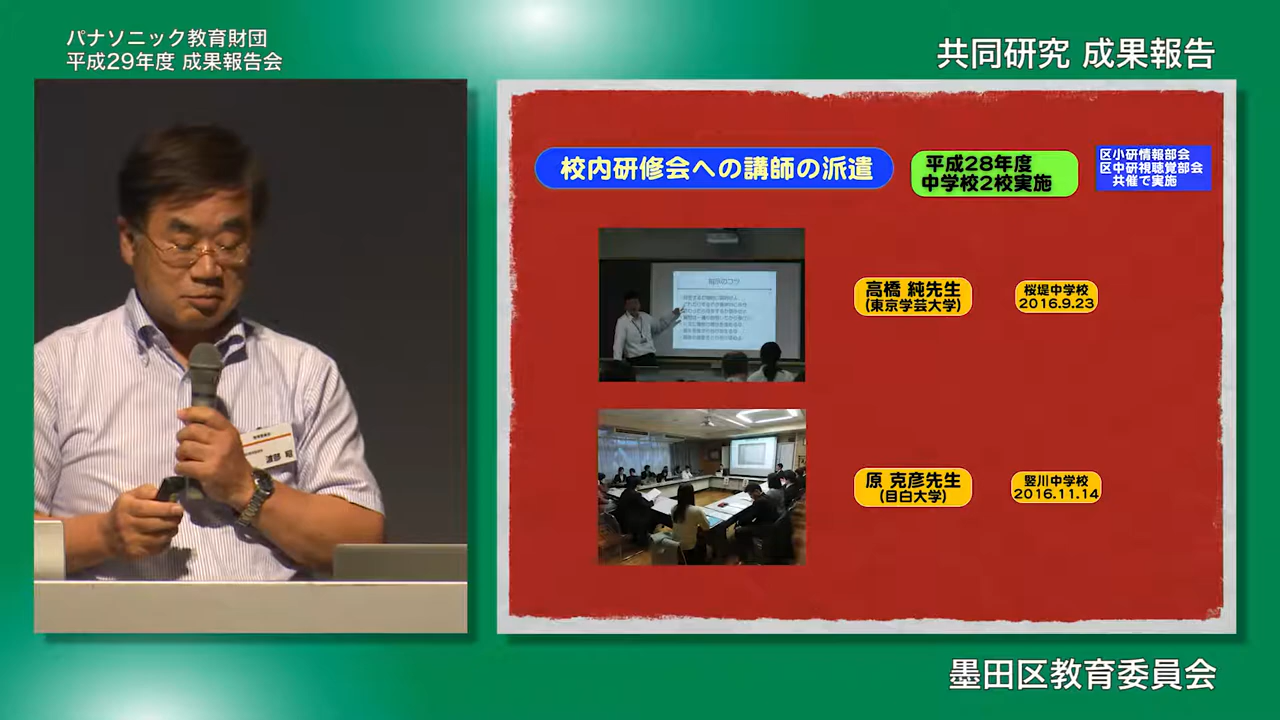 パナソニック教育財団
平成29年度 成果報告会
共同研究 成果報告
校内研修会への講師の派遣
平成28年度
中学校2校実施
区小研情報部会
区中研視聴覚部会
共催で実施
高橋 純先生
(東京学芸大学)
桜堤中学校
2016.9.23
原 克彦先生
(目白大学)
竪川中学校
2016.11.14
渡部 昭
墨田区教育委員会